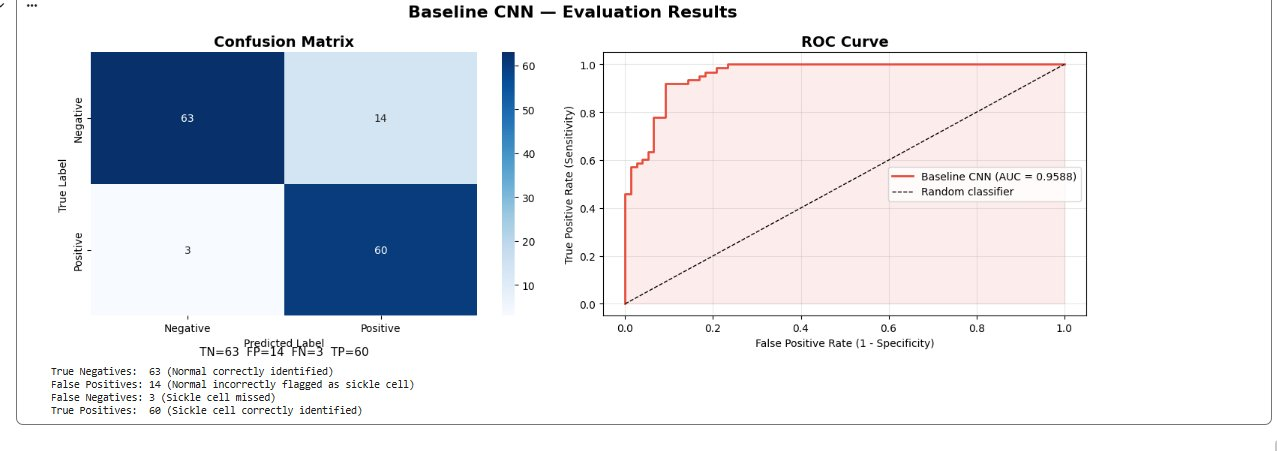 ...
Baseline CNN — Evaluation Results
Confusion Matrix
Negative
Positive
True Label
63
14
3
60
Negative
Positive
Predicted Label
TN=63 FP=14 FN=3 TP=60
60
50
40
30
20
10
ROC Curve
True Positive Rate (Sensitivity)
1.0
0.8
0.6
0.4
0.2
0.0
Baseline CNN (AUC = 0.9588)
Random classifier
0.0
0.2
0.4
0.6
0.8
1.0
False Positive Rate (1 - Specificity)
True Negatives:  63 (Normal correctly identified)
False Positives: 14 (Normal incorrectly flagged as sickle cell)
False Negatives: 3 (Sickle cell missed)
True Positives:  60 (Sickle cell correctly identified)